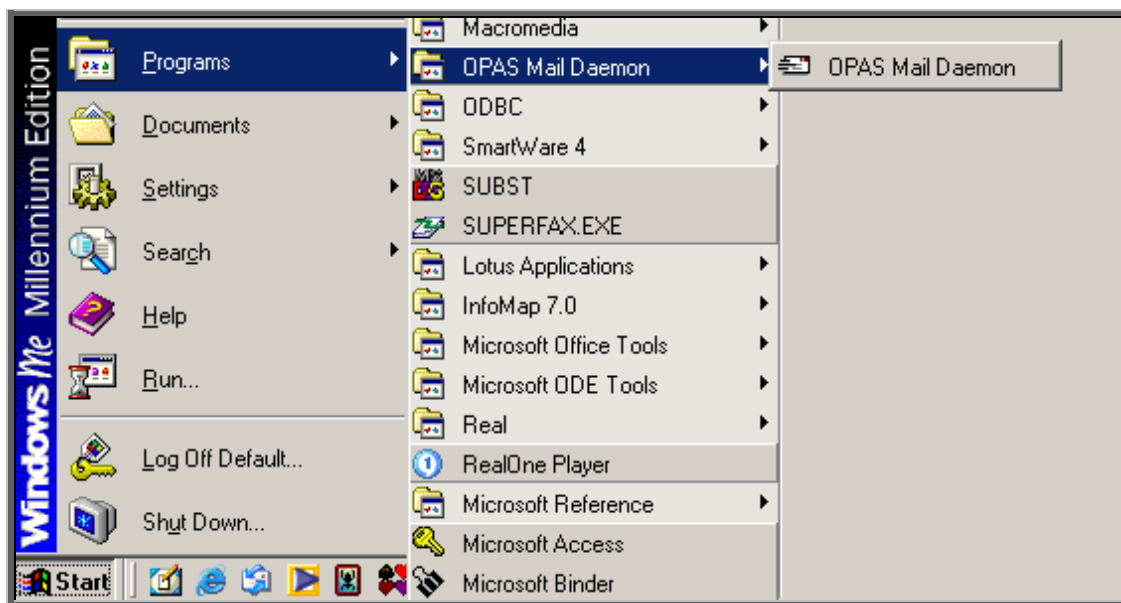 Windows Me Millennium Edition
Programs
Documents
Settings
Search
Help
Run...
Log Off Default...
Shut Down...
Start
Macromedia
OPAS Mail Daemon
ODBC
SmartWare 4
SUBST
SUPERFAX.EXE
Lotus Applications
InfoMap 7.0
Microsoft Office Tools
Microsoft ODE Tools
Real
RealOne Player
Microsoft Reference
Microsoft Access
Microsoft Binder
OPAS Mail Daemon